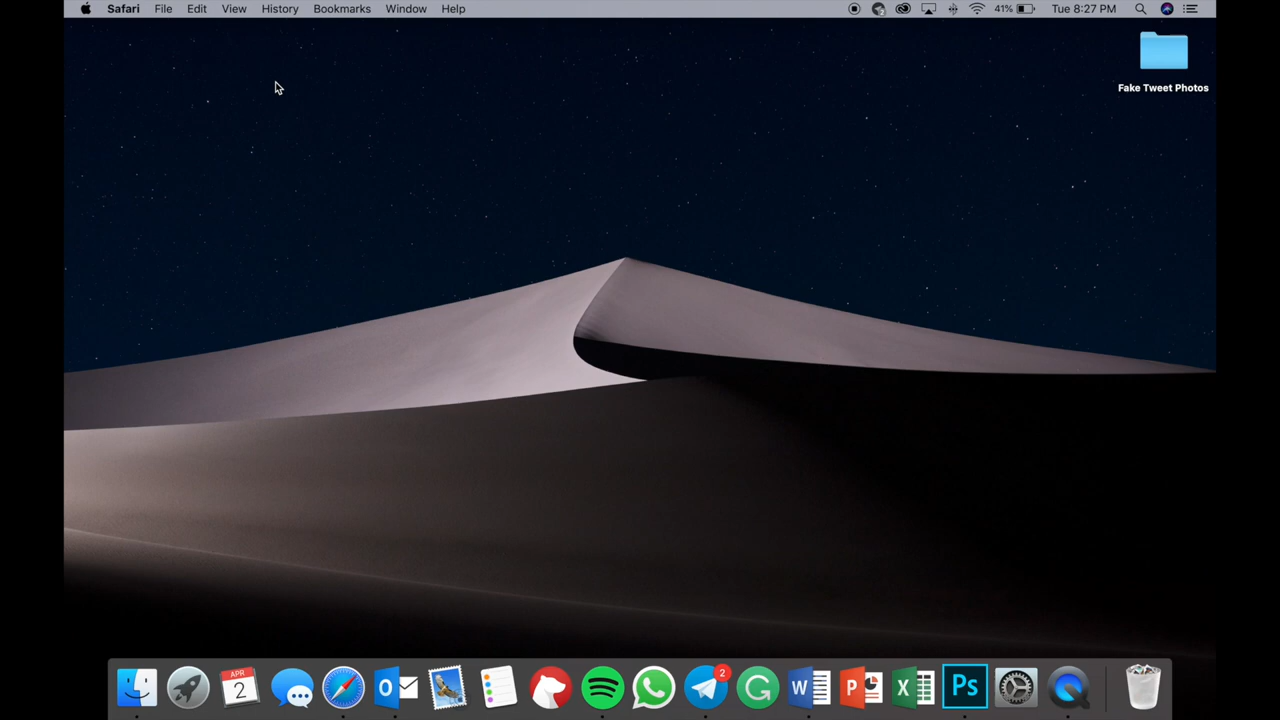 Safari File Edit View History Bookmarks Window Help 41% Tue 8:27 PM
Fake Tweet Photos
APR
2
O
2
W
P
X
Ps